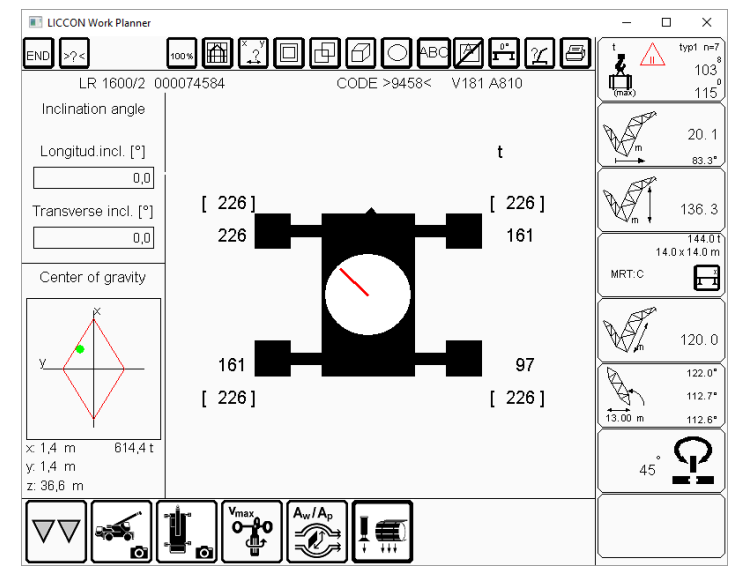 LICCON Work Planner
END >?< 100% x y ? ABC A 0° ?
LR 1600/2 000074584 CODE >9458< V181 A810
Inclination angle
Longitud.incl. [°]
0,0
Transverse incl. [°]
0,0
Center of gravity
x
y
x: 1,4 m 614,4 t
y: 1,4 m
z: 36,6 m
t
[ 226 ] [ 226 ]
226 161
161 97
[ 226 ] [ 226 ]
t II typ1 n=7
8
103
0
(max) 115
20. 1
m
83.3°
136. 3
m
144.0 t
14.0 x 14.0 m
MRT: C
x
120. 0
m
122.0°
112.7°
13.00 m 112.6°
45°
Vmax
Aw/Ap